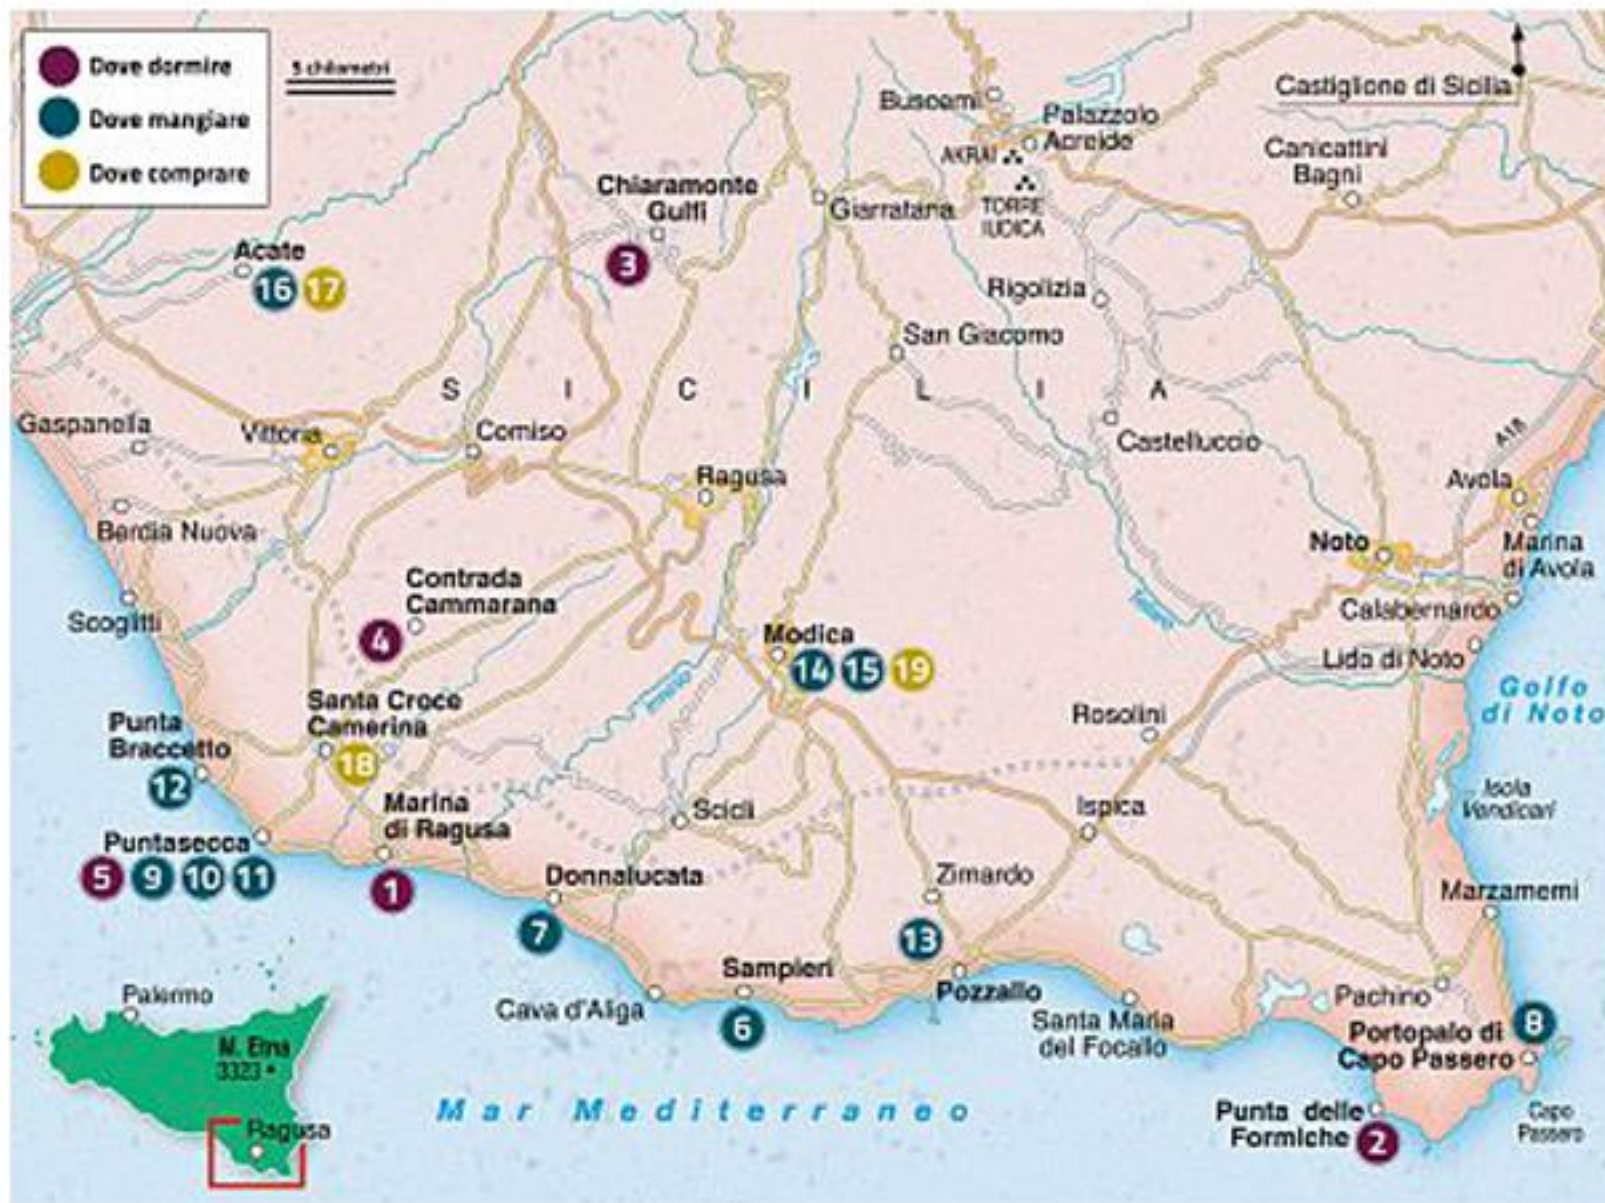 Dove dormire
Dove mangiare
Dove comprare
5 chilometri
Buscemi
Palazzolo
Acreide
AKRAI
TORRE
IUDICA
Castiglione di Sicilia
Canicattini
Bagni
Chiaramonte
Gulfi
3
Giarratana
Acate
16 17
Rigolizia
San Giacomo
S I C I L I A
Gaspanella
Vittoria
Comiso
Castelluccio
A18
Ragusa
Avola
Berdia Nuova
Noto
Marina
di Avola
Contrada
Cammarana
4
Scoglitti
Calabernardo
Tellaro
Modica
14 15 19
Lido di Noto
Golfo
di Noto
Irminio
Santa Croce
Camerina
18
Punta
Braccetto
12
Rosolini
Isola
Vendicari
Marina
di Ragusa
1
Scicli
Ispica
Puntasecca
5 9 10 11
Donnalucata
7
Zimardo
13
Marzamemi
Sampieri
6
Cava d'Aliga
Pozzallo
Santa Maria
del Focallo
Pachino
Portopalo di
Capo Passero
8
Palermo
M. Etna
3323
Ragusa
Mar Mediterraneo
Punta delle
Formiche
2
Capo
Passero